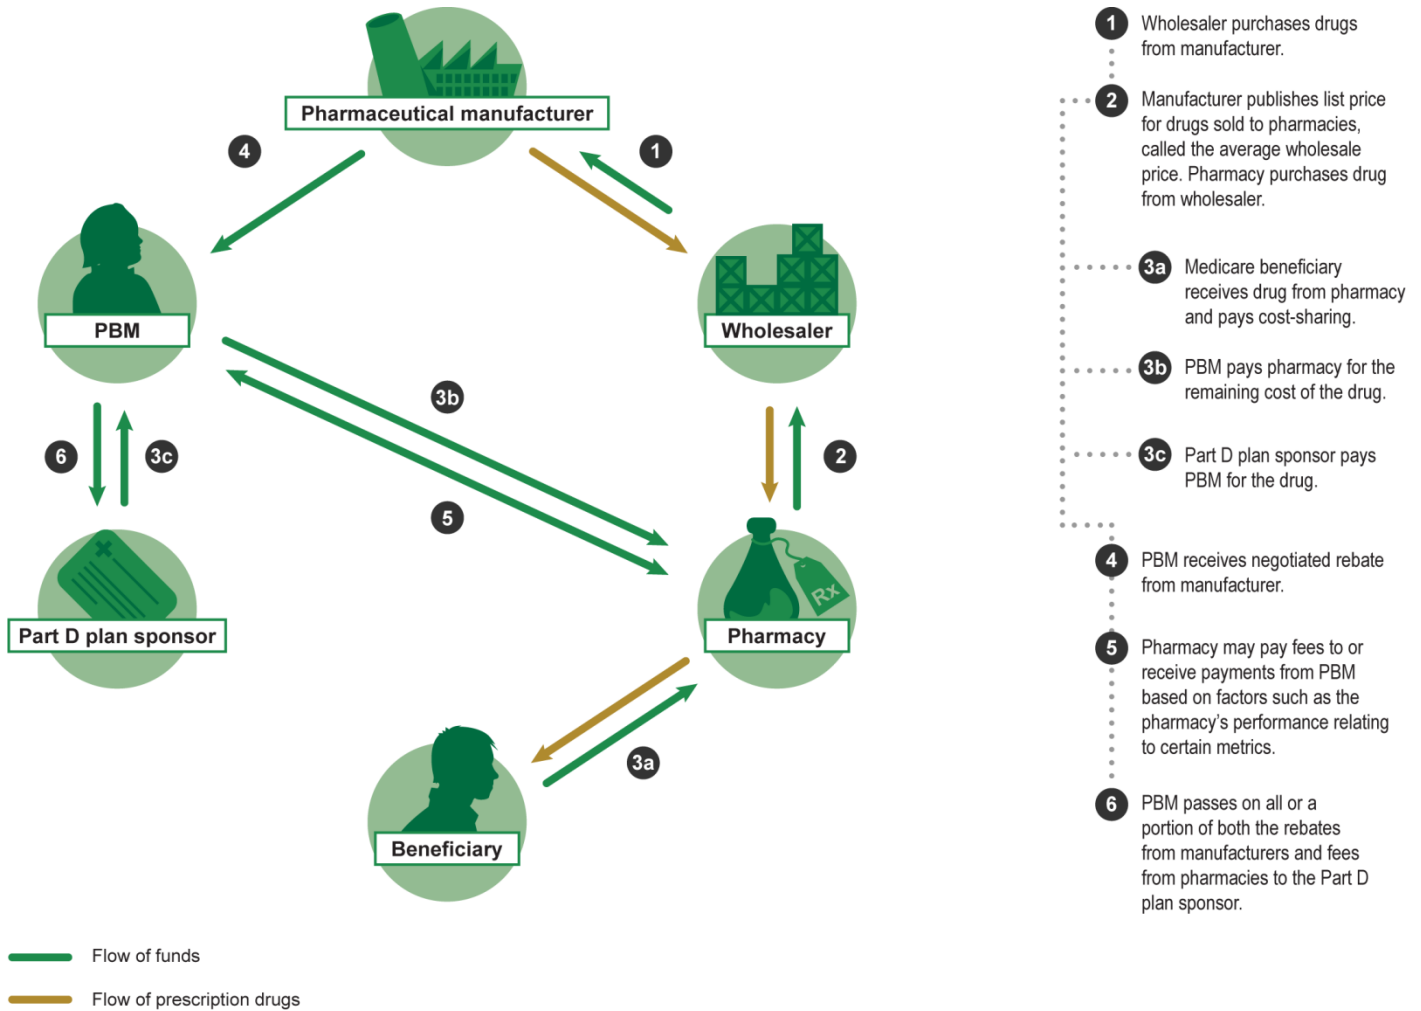 Pharmaceutical manufacturer
4
1
PBM
Wholesaler
3b
6
3c
2
5
Rx
Part D plan sponsor
Pharmacy
3a
Beneficiary
Flow of funds
Flow of prescription drugs
1
Wholesaler purchases drugs
from manufacturer.
2
Manufacturer publishes list price
for drugs sold to pharmacies,
called the average wholesale
price. Pharmacy purchases drug
from wholesaler.
3a
Medicare beneficiary
receives drug from pharmacy
and pays cost-sharing.
3b
PBM pays pharmacy for the
remaining cost of the drug.
3c
Part D plan sponsor pays
PBM for the drug.
4
PBM receives negotiated rebate
from manufacturer.
5
Pharmacy may pay fees to or
receive payments from PBM
based on factors such as the
pharmacy’s performance relating
to certain metrics.
6
PBM passes on all or a
portion of both the rebates
from manufacturers and fees
from pharmacies to the Part D
plan sponsor.